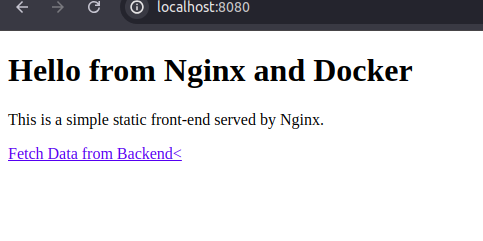 localhost:8080
Hello from Nginx and Docker
This is a simple static front-end served by Nginx.
Fetch Data from Backend<